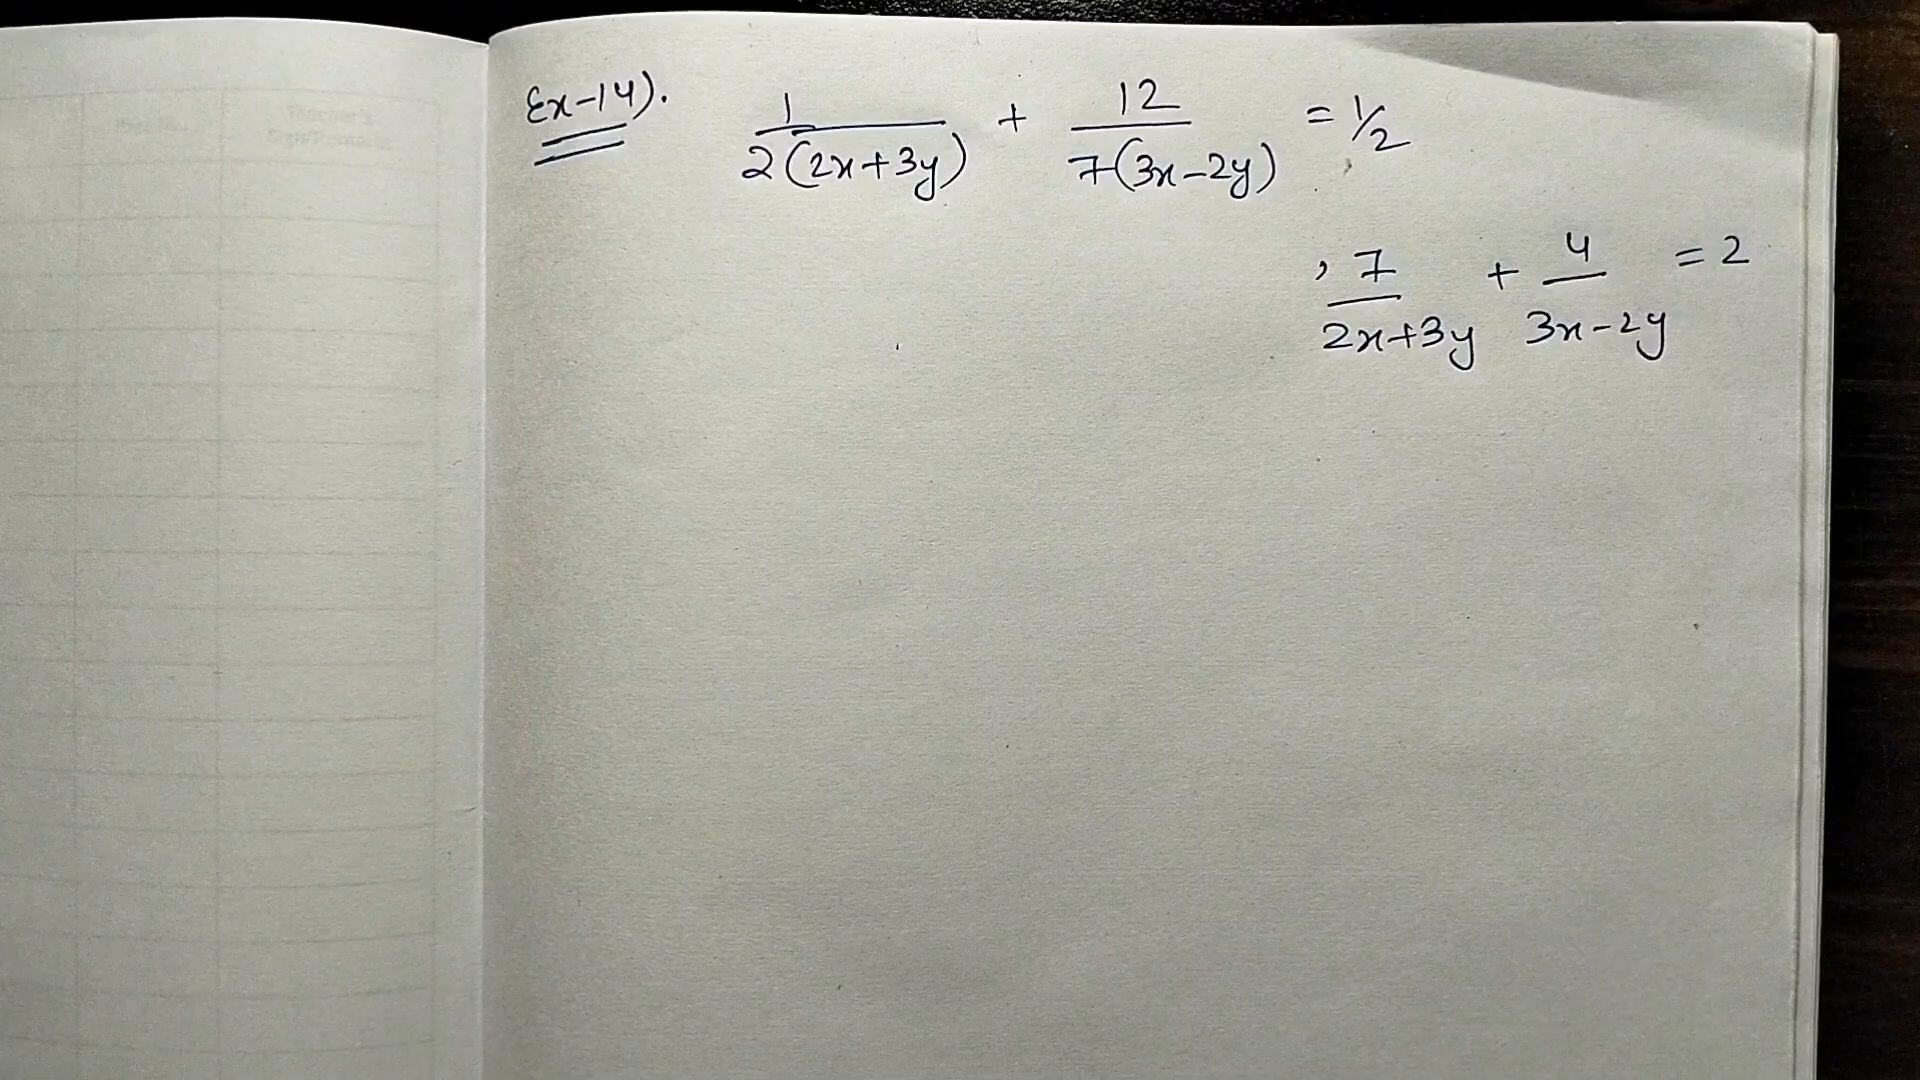 Ex-14). 1/2(2x+3y) + 12/7(3x-2y) = 1/2
, 7/2x+3y + 4/3x-2y = 2